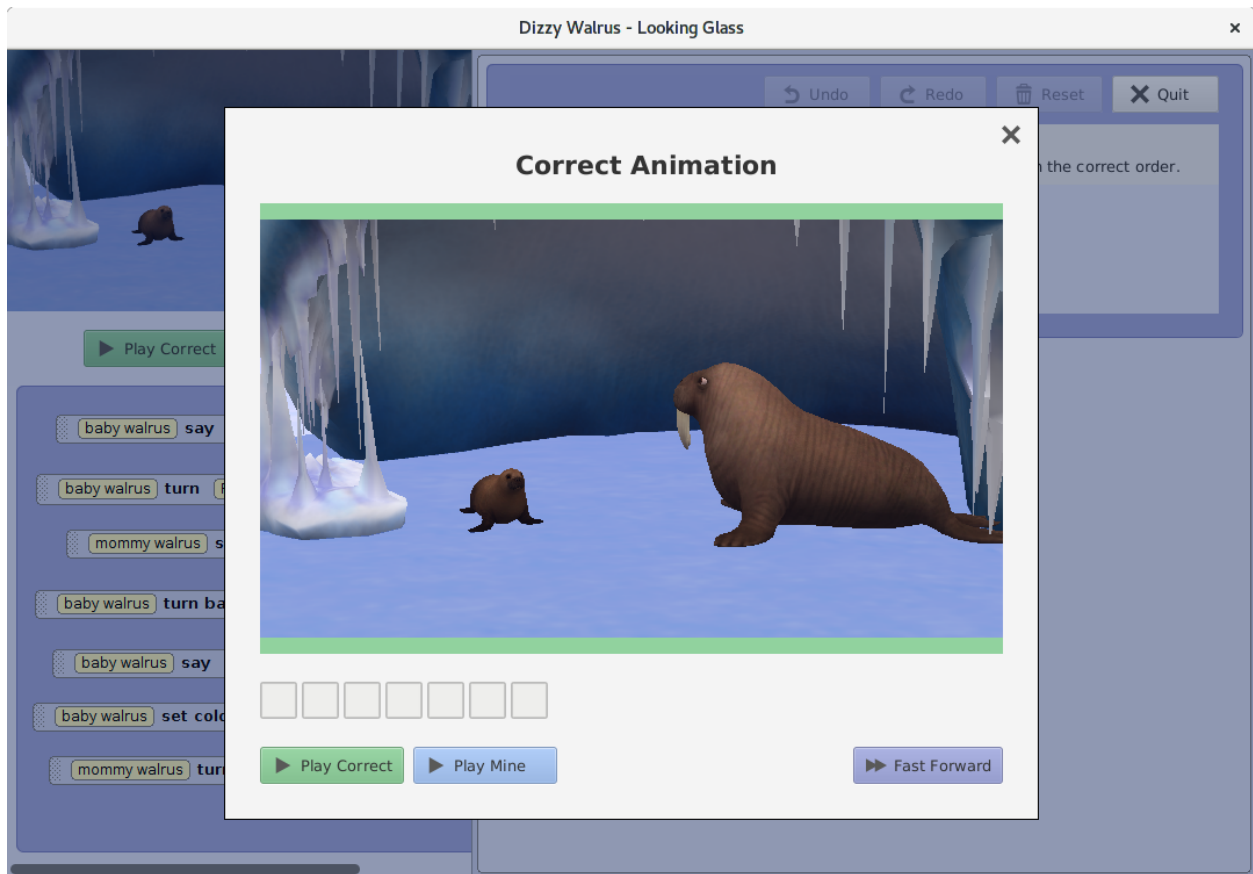 Dizzy Walrus - Looking Glass
Undo Redo Reset Quit
Correct Animation
the correct order.
Play Correct
baby walrus say
baby walrus turn
mommy walrus
baby walrus turn ba
baby walrus say
baby walrus set colo
mommy walrus turn
Play Correct Play Mine Fast Forward